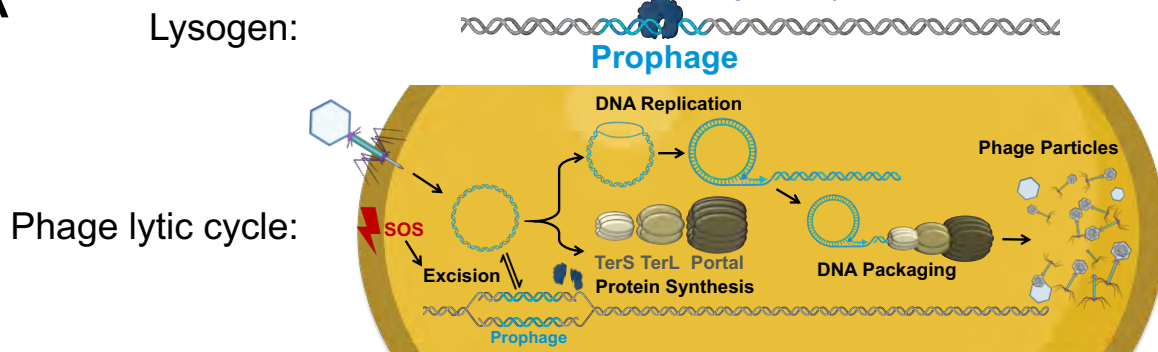 Lysogen:
Prophage
DNA Replication
Phage Particles
Phage lytic cycle:
SOS
Excision
TerS TerL Portal
Protein Synthesis
DNA Packaging
Prophage